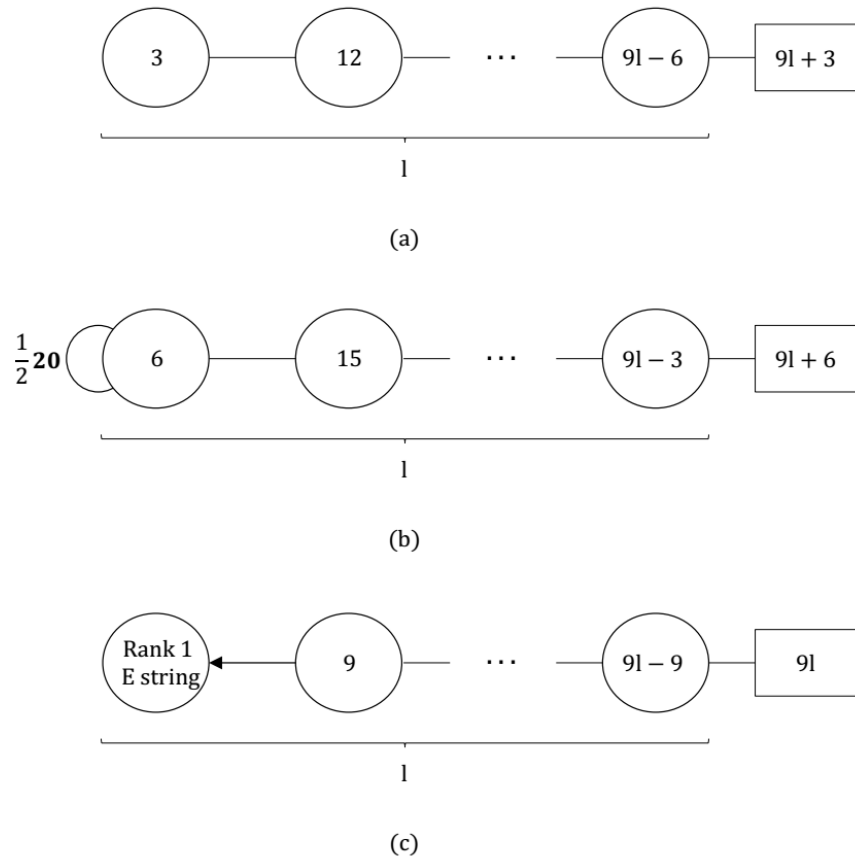 3 12 ··· 9l − 6 9l + 3
l
(a)
1/2 20 6 15 ··· 9l − 3 9l + 6
l
(b)
Rank 1
E string 9 ··· 9l − 9 9l
l
(c)